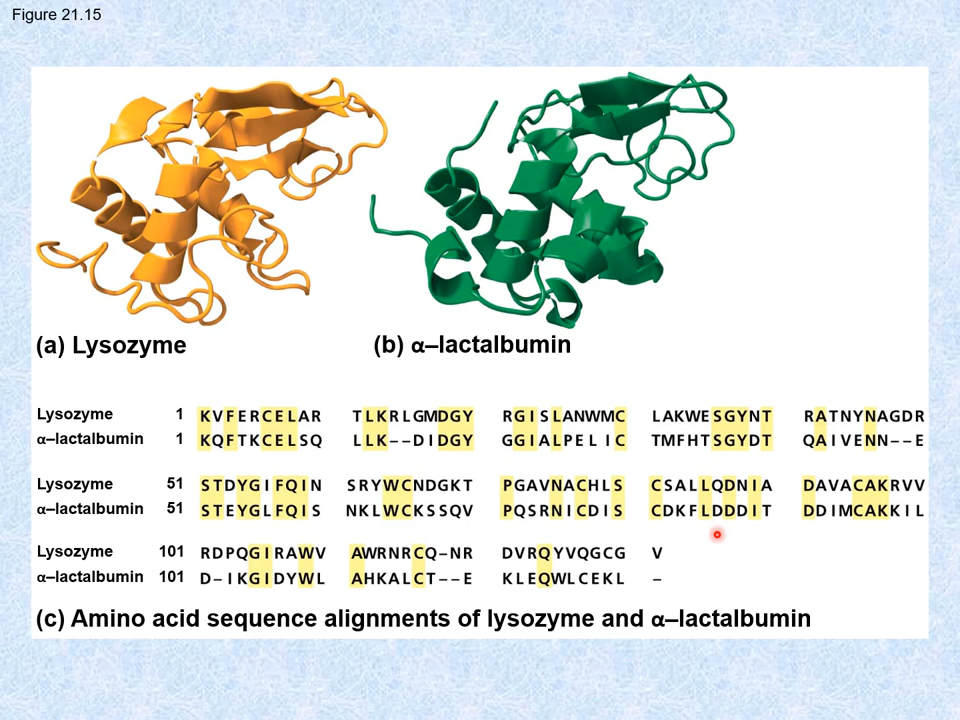 Figure 21.15
(a) Lysozyme
(b) α–lactalbumin
Lysozyme 1 KVFERCELAR TLKRLGMDGY RGISLANWMC LAKWESGYNT RATNYNAGDR
α–lactalbumin 1 KQFTKCELSQ LLK--DIDGY GGIALPELIC TMFHTSGYDT QAIVENN--E
Lysozyme 51 STDYGIFQIN SRYWCNDGKT PGAVNACHLS CSALLQDNIA DAVACAKRVV
α–lactalbumin 51 STEYGLFQIS NKLWCKSSQV PQSRNICDIS CDKFLDDDIT DDIMCAKKIL
Lysozyme 101 RDPQGIRAWV AWRNRCQ-NR DVRQYVQGCG V
α–lactalbumin 101 D-IKGIDYWL AHKALCT--E KLEQWLCEKL -
(c) Amino acid sequence alignments of lysozyme and α–lactalbumin